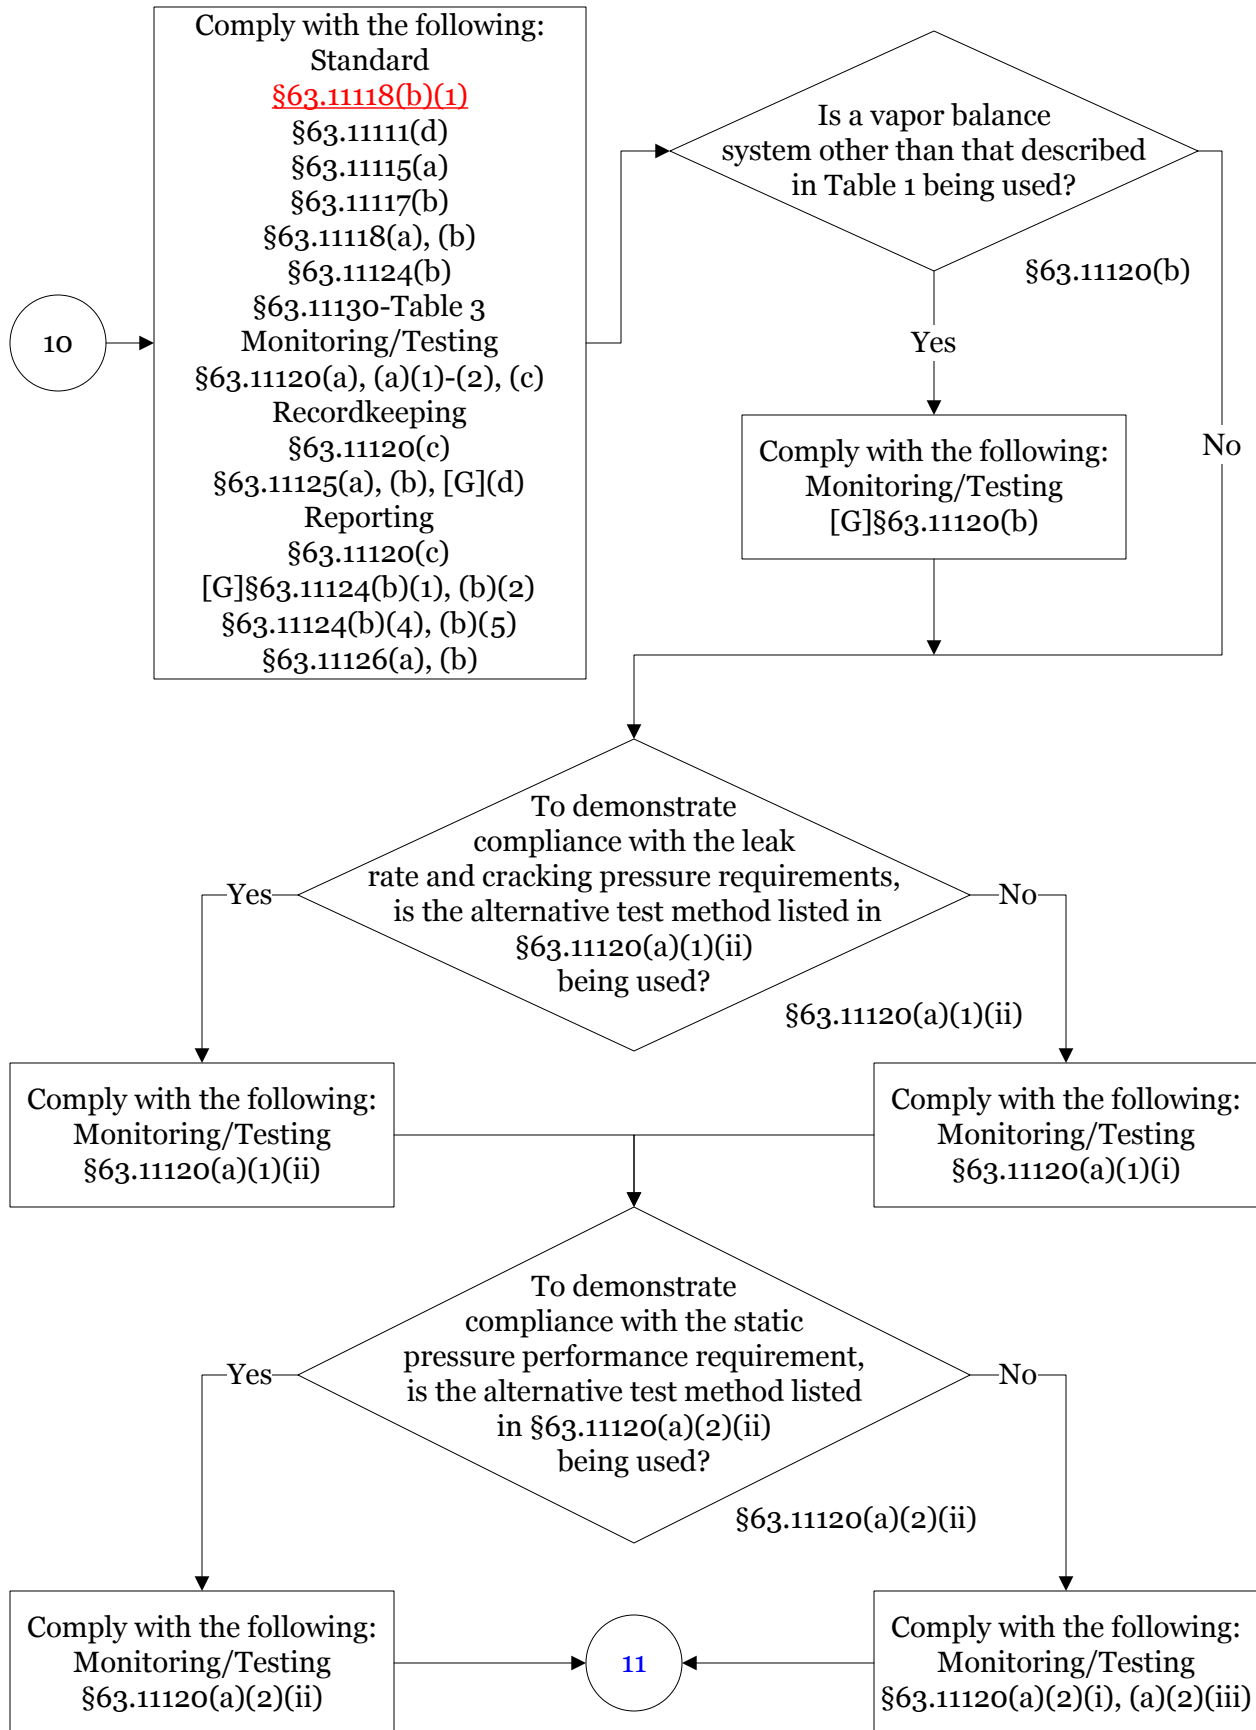 10
Comply with the following:
Standard
§63.11118(b)(1)
§63.11111(d)
§63.11115(a)
§63.11117(b)
§63.11118(a), (b)
§63.11124(b)
§63.11130-Table 3
Monitoring/Testing
§63.11120(a), (a)(1)-(2), (c)
Recordkeeping
§63.11120(c)
§63.11125(a), (b), [G](d)
Reporting
§63.11120(c)
[G]§63.11124(b)(1), (b)(2)
§63.11124(b)(4), (b)(5)
§63.11126(a), (b)
Is a vapor balance
system other than that described
in Table 1 being used?
§63.11120(b)
Yes
No
Comply with the following:
Monitoring/Testing
[G]§63.11120(b)
To demonstrate
compliance with the leak
rate and cracking pressure requirements,
is the alternative test method listed in
§63.11120(a)(1)(ii)
being used?
Yes
No
§63.11120(a)(1)(ii)
Comply with the following:
Monitoring/Testing
§63.11120(a)(1)(ii)
Comply with the following:
Monitoring/Testing
§63.11120(a)(1)(i)
To demonstrate
compliance with the static
pressure performance requirement,
is the alternative test method listed
in §63.11120(a)(2)(ii)
being used?
Yes
No
§63.11120(a)(2)(ii)
Comply with the following:
Monitoring/Testing
§63.11120(a)(2)(ii)
11
Comply with the following:
Monitoring/Testing
§63.11120(a)(2)(i), (a)(2)(iii)